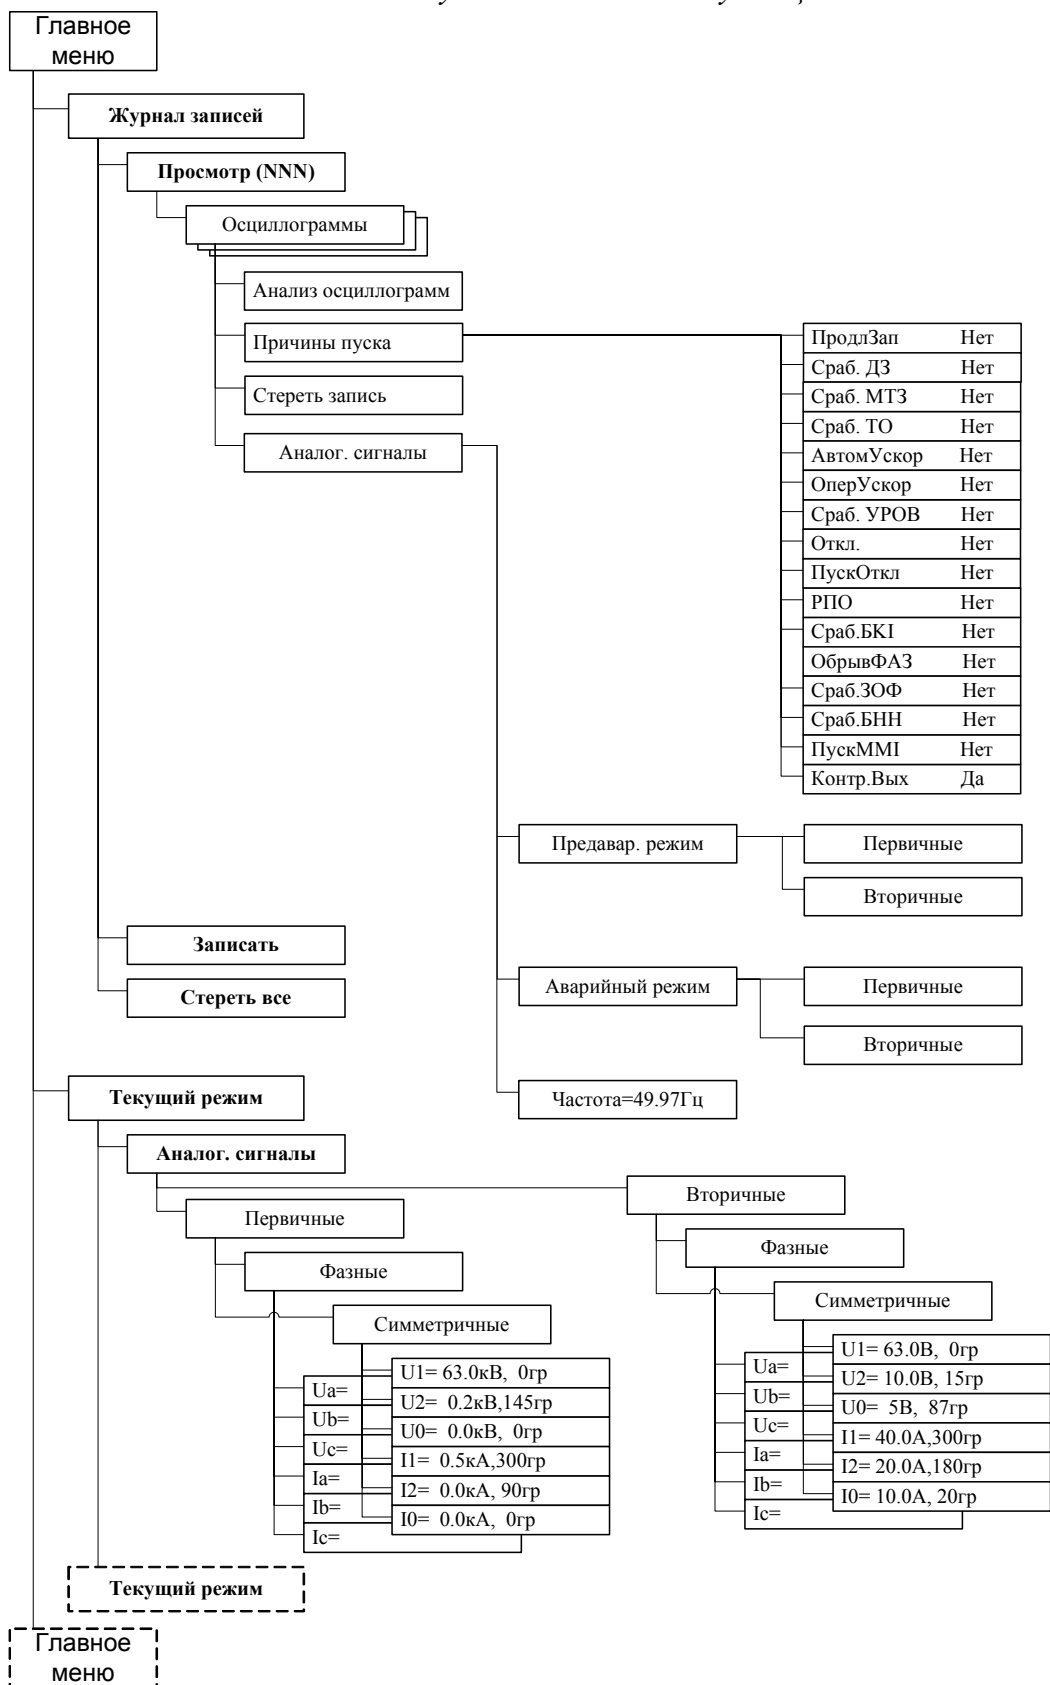 Главное
меню
Журнал записей
Просмотр (NNN)
Осциллограммы
Анализ осциллограмм
Причины пуска
Стереть запись
Аналог. сигналы
ПродлЗап Нет
Сраб. ДЗ Нет
Сраб. МТЗ Нет
Сраб. ТО Нет
АвтомУскор Нет
ОперУскор Нет
Сраб. УРОВ Нет
Откл. Нет
ПускОткл Нет
РПО Нет
Сраб.БКI Нет
ОбрывФАЗ Нет
Сраб.ЗОФ Нет
Сраб.БНН Нет
ПускMMI Нет
Контр.Вых Да
Предавар. режим
Первичные
Вторичные
Записать
Стереть все
Аварийный режим
Первичные
Вторичные
Частота=49.97Гц
Текущий режим
Аналог. сигналы
Первичные
Фазные
Симметричные
Ua=
Ub=
Uc=
Ia=
Ib=
Ic=
U1= 63.0кВ, 0гр
U2= 0.2кВ,145гр
U0= 0.0кВ, 0гр
I1= 0.5кА,300гр
I2= 0.0кА, 90гр
I0= 0.0кА, 0гр
Вторичные
Фазные
Симметричные
Ua=
Ub=
Uc=
Ia=
Ib=
Ic=
U1= 63.0В, 0гр
U2= 10.0В, 15гр
U0= 5В, 87гр
I1= 40.0А,300гр
I2= 20.0А,180гр
I0= 10.0А, 20гр
Текущий режим
Главное
меню